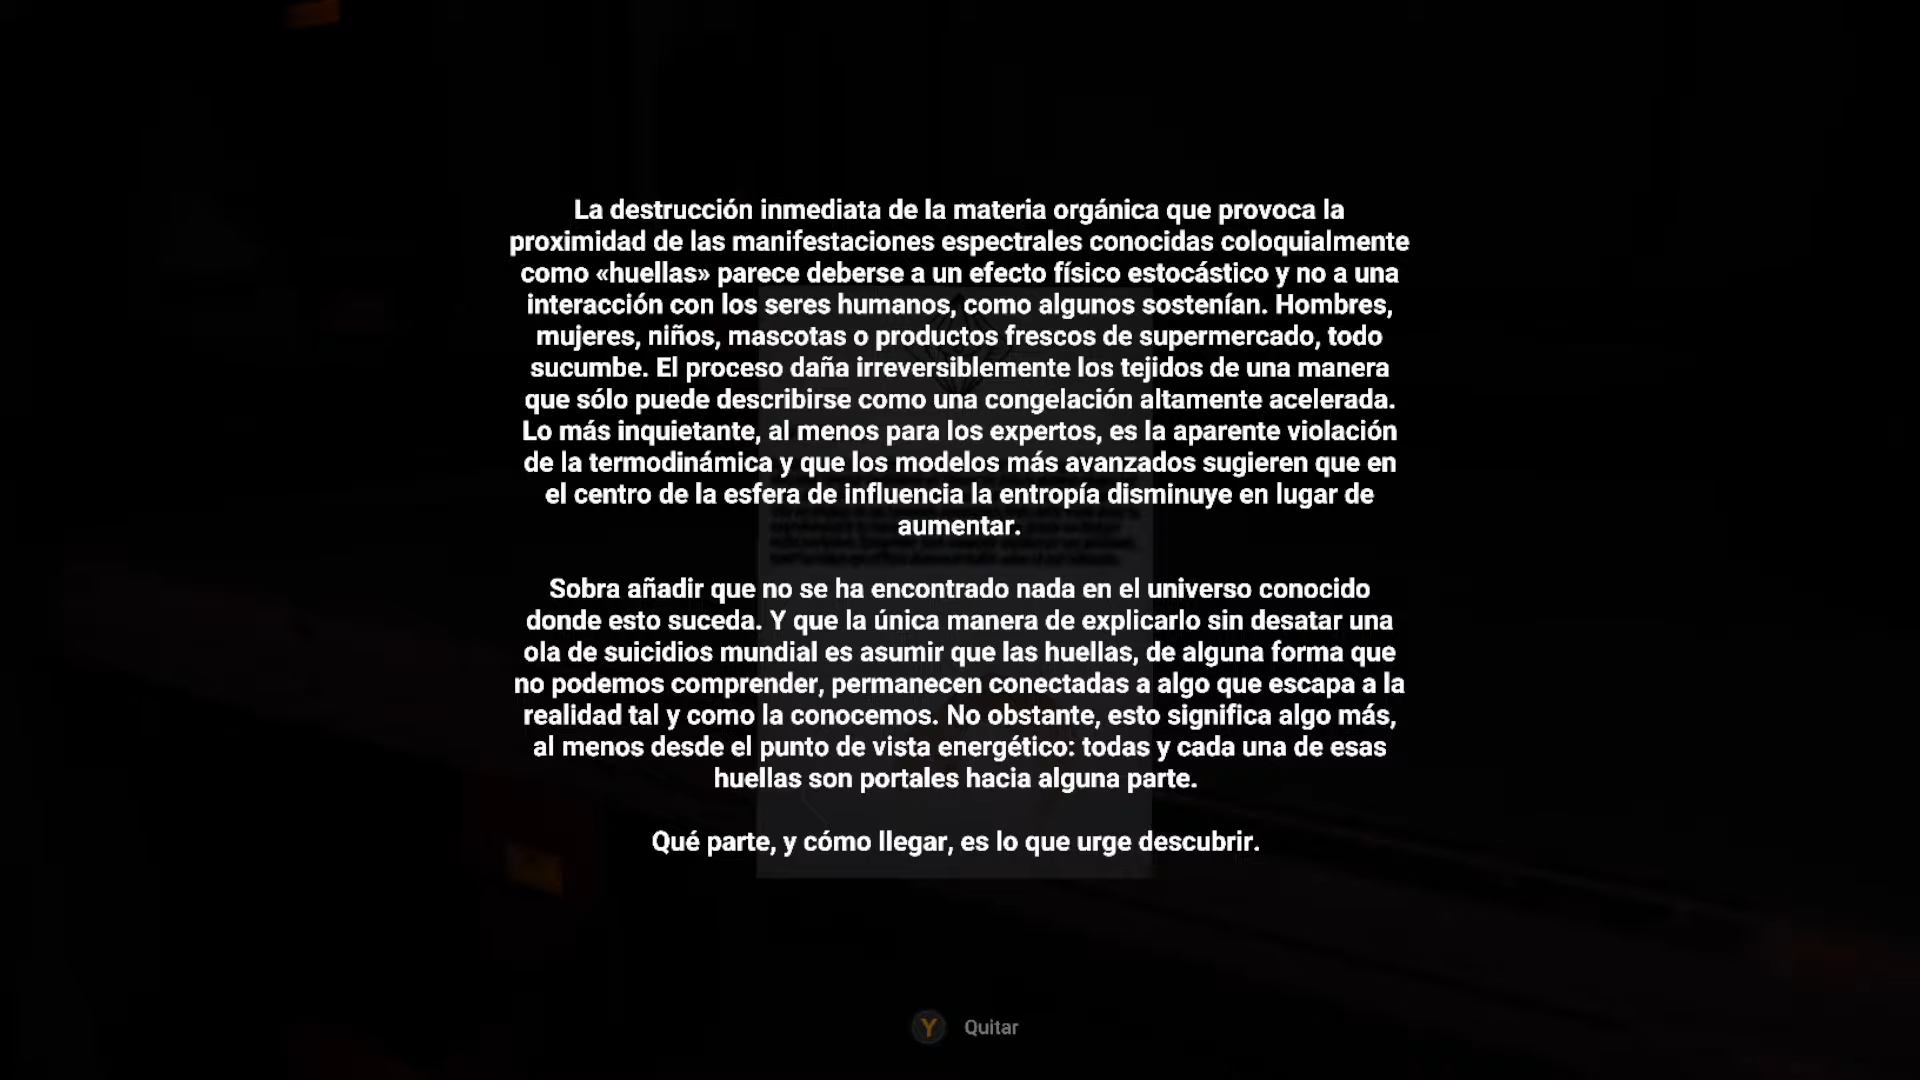 La destrucción inmediata de la materia orgánica que provoca la
proximidad de las manifestaciones espectrales conocidas coloquialmente
como «huellas» parece deberse a un efecto físico estocástico y no a una
interacción con los seres humanos, como algunos sostenían. Hombres,
mujeres, niños, mascotas o productos frescos de supermercado, todo
sucumbe. El proceso daña irreversiblemente los tejidos de una manera
que sólo puede describirse como una congelación altamente acelerada.
Lo más inquietante, al menos para los expertos, es la aparente violación
de la termodinámica y que los modelos más avanzados sugieren que en
el centro de la esfera de influencia la entropía disminuye en lugar de
aumentar.
Sobra añadir que no se ha encontrado nada en el universo conocido
donde esto suceda. Y que la única manera de explicarlo sin desatar una
ola de suicidios mundial es asumir que las huellas, de alguna forma que
no podemos comprender, permanecen conectadas a algo que escapa a la
realidad tal y como la conocemos. No obstante, esto significa algo más,
al menos desde el punto de vista energético: todas y cada una de esas
huellas son portales hacia alguna parte.
Qué parte, y cómo llegar, es lo que urge descubrir.
Y Quitar